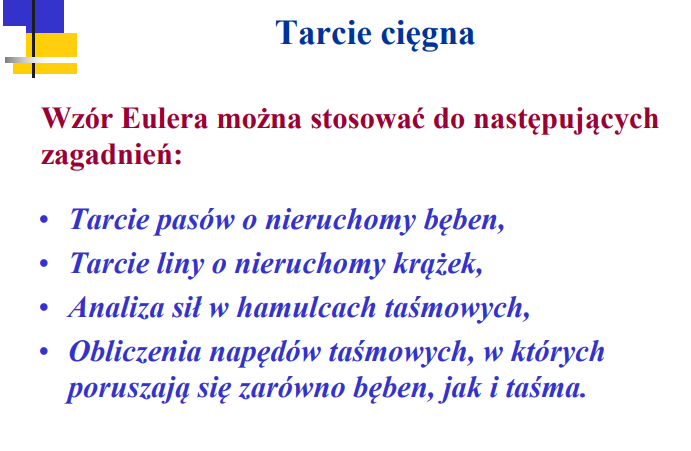 Tarcie cięgna
Wzór Eulera można stosować do następujących
zagadnień:
• Tarcie pasów o nieruchomy bęben,
• Tarcie liny o nieruchomy krążek,
• Analiza sił w hamulcach taśmowych,
• Obliczenia napędów taśmowych, w których
poruszają się zarówno bęben, jak i taśma.